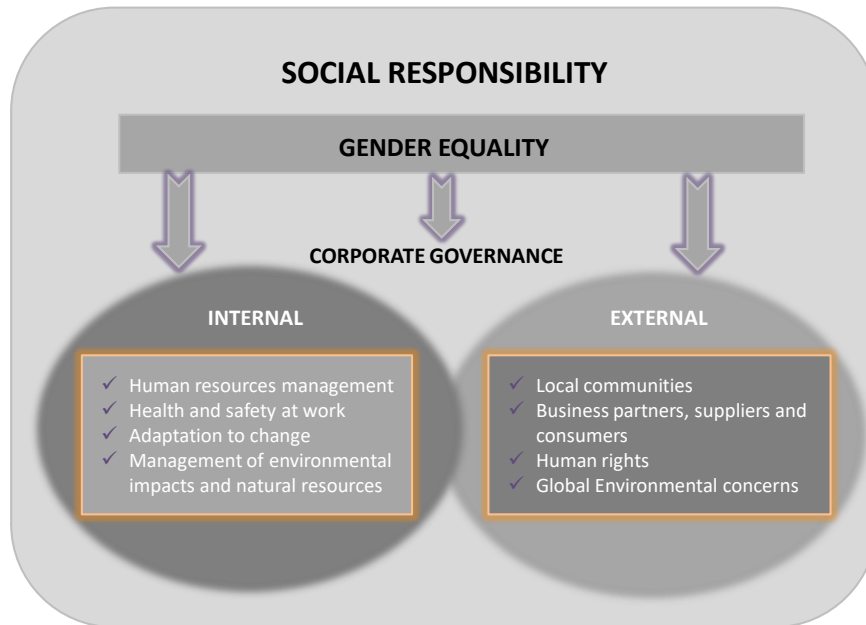 SOCIAL RESPONSIBILITY
GENDER EQUALITY
CORPORATE GOVERNANCE
INTERNAL
✓ Human resources management
✓ Health and safety at work
✓ Adaptation to change
✓ Management of environmental
impacts and natural resources
EXTERNAL
✓ Local communities
✓ Business partners, suppliers and
consumers
✓ Human rights
✓ Global Environmental concerns